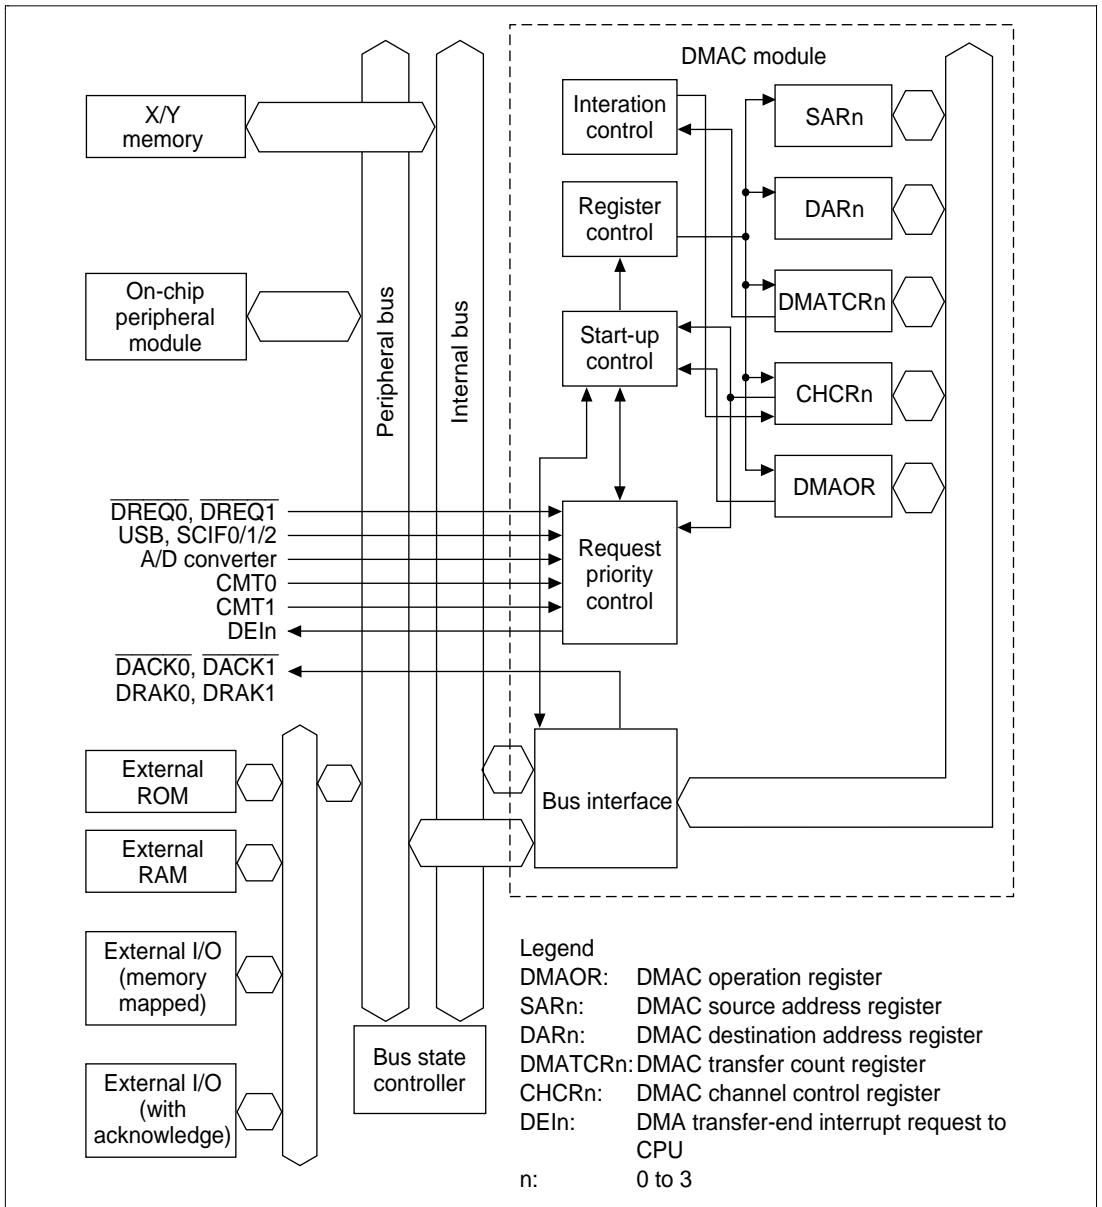 DMAC module
X/Y
memory
Interation
control
SARn
Register
control
DARn
On-chip
peripheral
module
Peripheral bus
Internal bus
Start-up
control
DMATCRn
CHCRn
DMAOR
DREQ0, DREQ1
USB, SCIF0/1/2
A/D converter
CMT0
CMT1
DEIn
Request
priority
control
DACK0, DACK1
DRAK0, DRAK1
External
ROM
Bus interface
External
RAM
External I/O
(memory
mapped)
External I/O
(with
acknowledge)
Bus state
controller
Legend
DMAOR: DMAC operation register
SARn: DMAC source address register
DARn: DMAC destination address register
DMATCRn: DMAC transfer count register
CHCRn: DMAC channel control register
DEIn: DMA transfer-end interrupt request to
CPU
n: 0 to 3